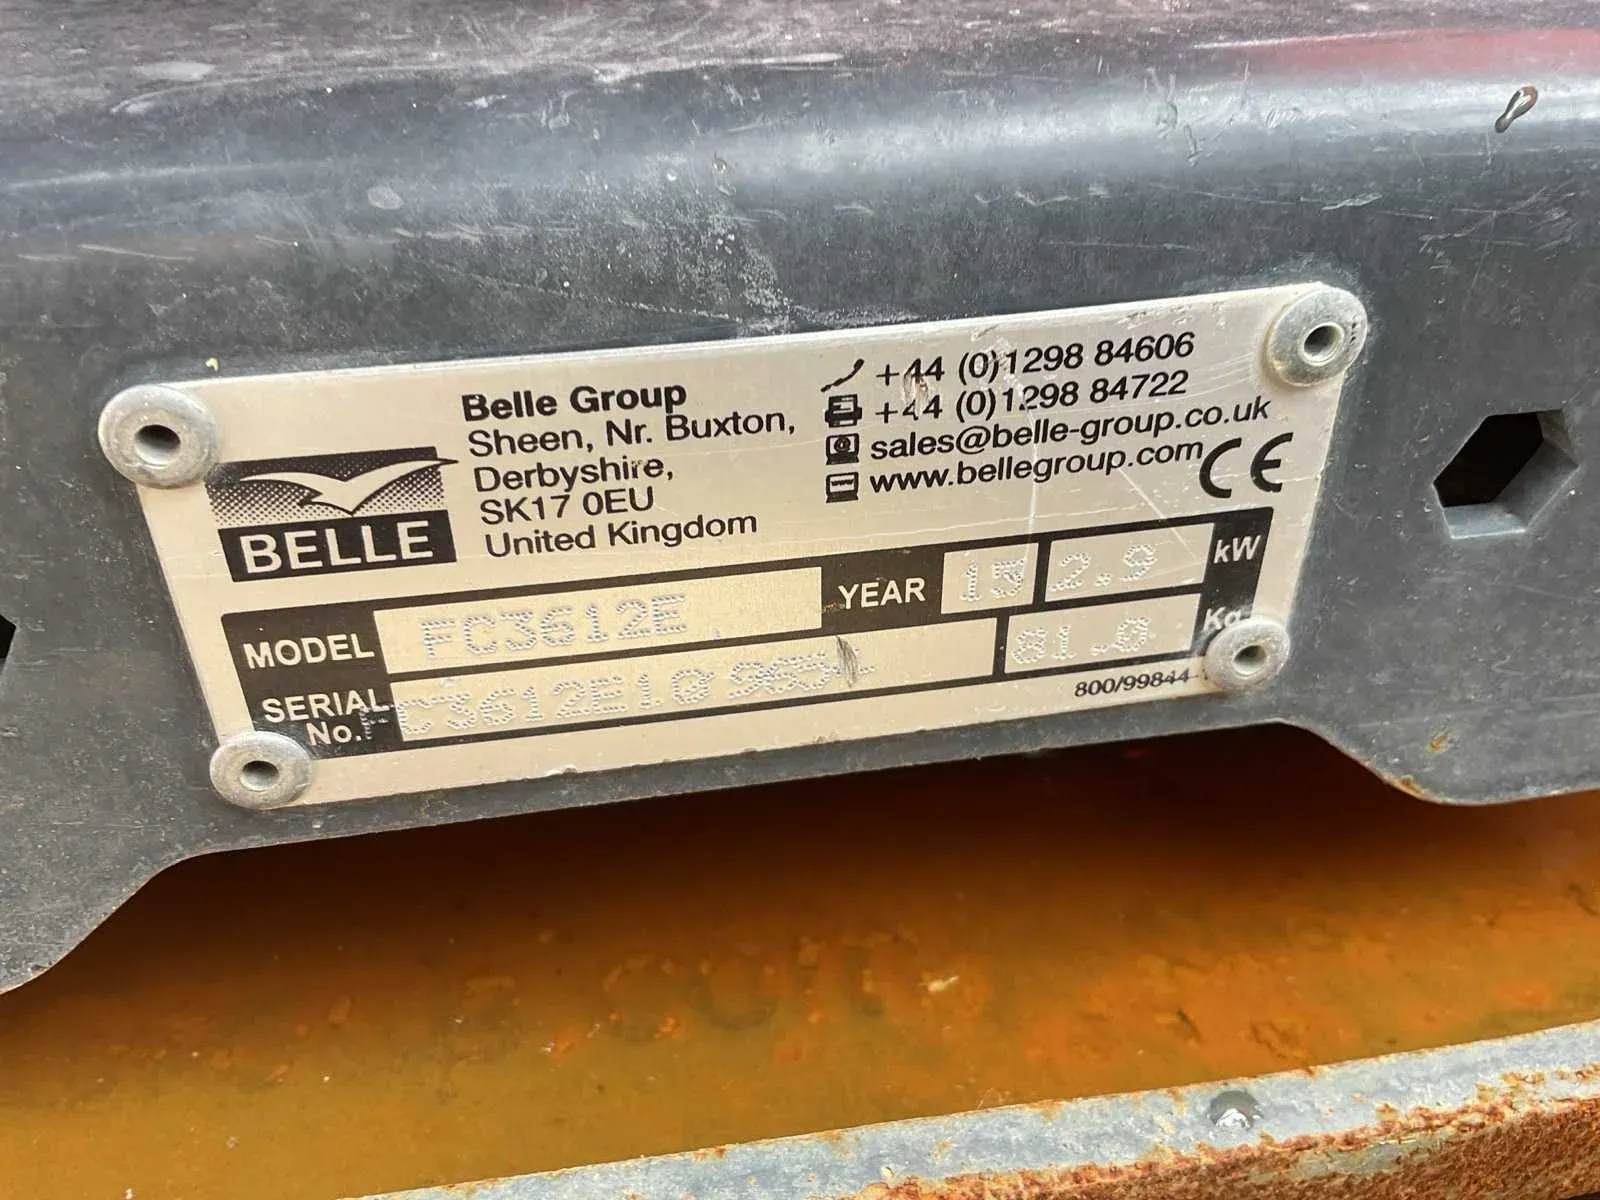 Belle Group
Sheen, Nr. Buxton,
Derbyshire,
SK17 0EU
United Kingdom
+44 (0)1298 84606
+44 (0)1298 84722
sales@belle-group.co.uk
www.bellegroup.com
CE
BELLE
MODEL FC3612E YEAR 13 2.9 kW
SERIAL No. FC3612E10 81.0 Kg
800/99844